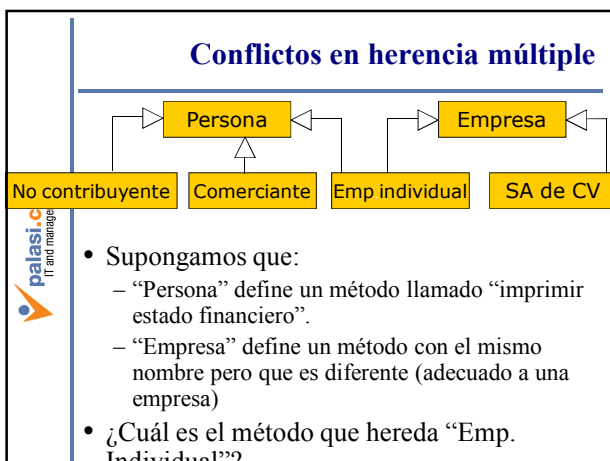 Conflictos en herencia múltiple
Persona
Empresa
No contribuyente
Comerciante
Emp individual
SA de CV
palasi.c
IT and manage
• Supongamos que:
– “Persona” define un método llamado “imprimir
estado financiero”.
– “Empresa” define un método con el mismo
nombre pero que es diferente (adecuado a una
empresa)
• ¿Cuál es el método que hereda “Emp.
Individual”?